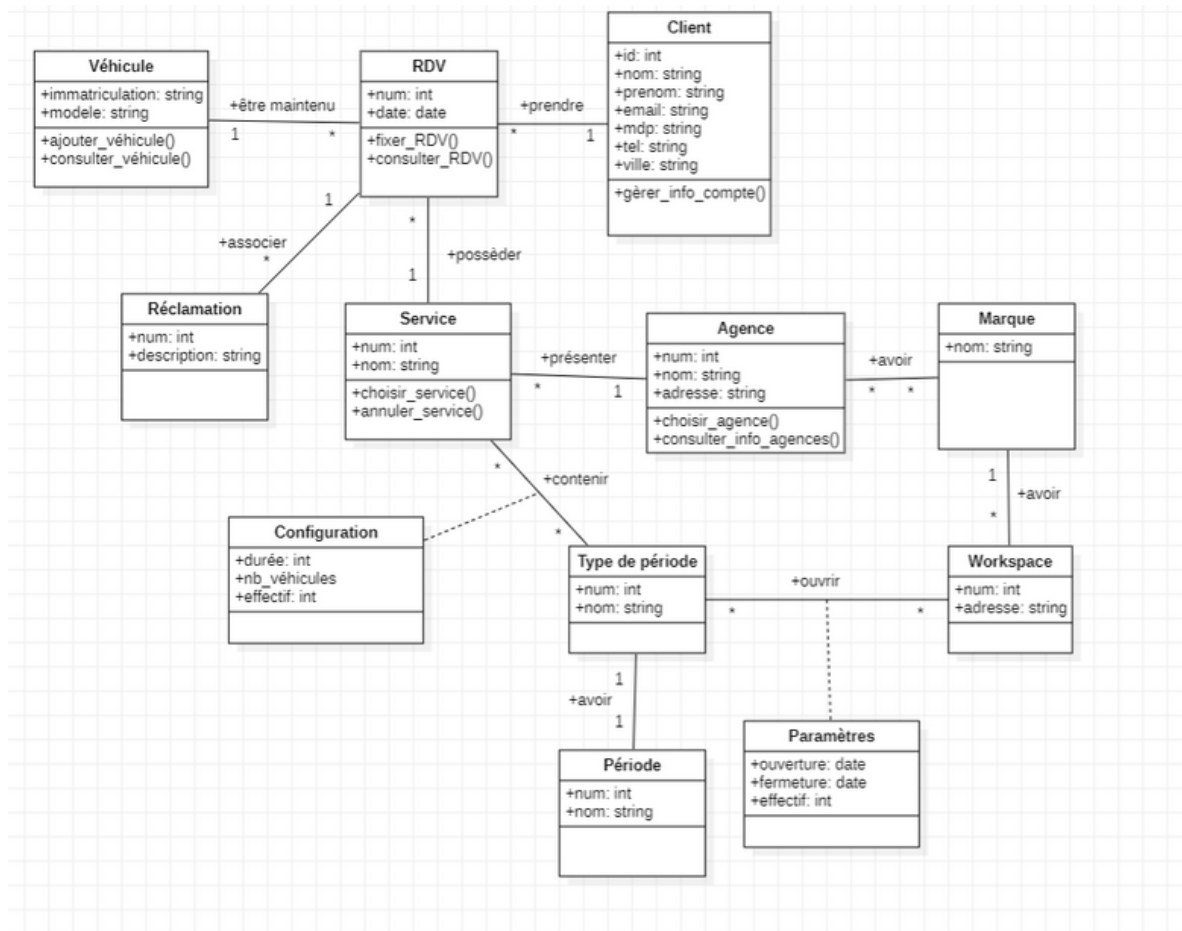 Véhicule
+immatriculation: string
+modele: string
+ajouter_véhicule()
+consulter_véhicule()
+être maintenu
1
*
RDV
+num: int
+date: date
+fixer_RDV()
+consulter_RDV()
+prendre
*
1
Client
+id: int
+nom: string
+prenom: string
+email: string
+mdp: string
+tel: string
+ville: string
+gèrer_info_compte()
1
+associer
*
*
+possèder
1
Réclamation
+num: int
+description: string
Service
+num: int
+nom: string
+choisir_service()
+annuler_service()
+présenter
*
1
Agence
+num: int
+nom: string
+adresse: string
+choisir_agence()
+consulter_info_agences()
+avoir
*
*
Marque
+nom: string
*
+contenir
*
1
+avoir
*
Configuration
+durée: int
+nb_véhicules
+effectif: int
Type de période
+num: int
+nom: string
+ouvrir
*
*
Workspace
+num: int
+adresse: string
1
+avoir
1
Période
+num: int
+nom: string
Paramètres
+ouverture: date
+fermeture: date
+effectif: int